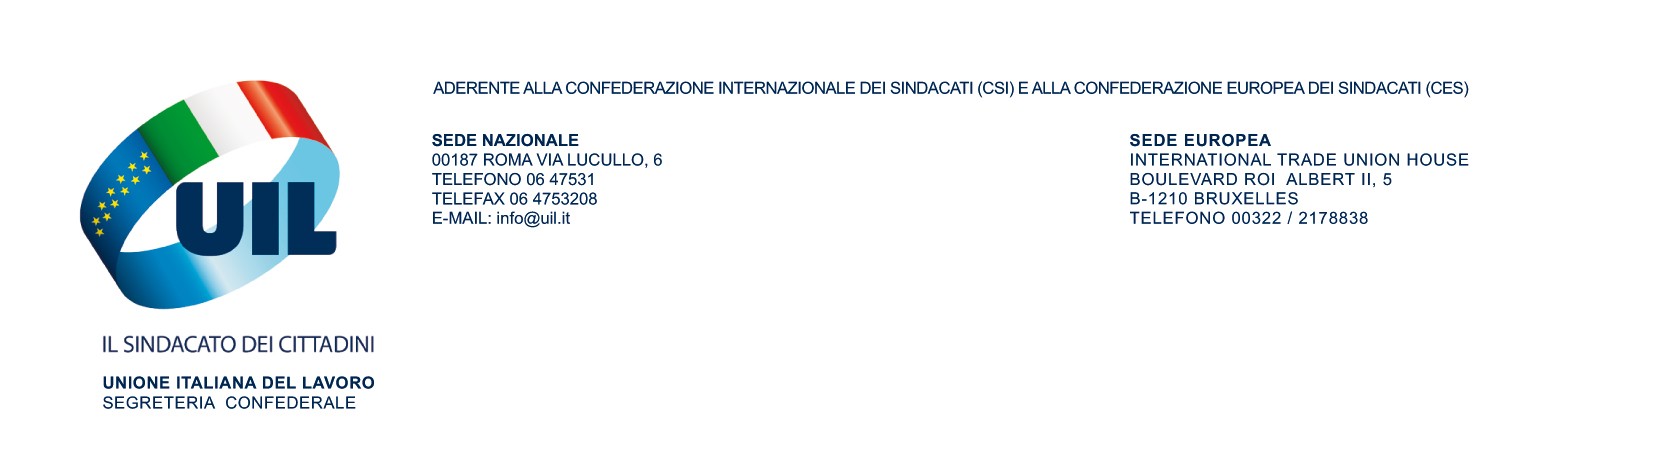 ADERENTE ALLA CONFEDERAZIONE INTERNAZIONALE DEI SINDACATI (CSI) E ALLA CONFEDERAZIONE EUROPEA DEI SINDACATI (CES)
SEDE NAZIONALE
00187 ROMA VIA LUCULLO, 6
TELEFONO 06 47531
TELEFAX 06 4753208
E-MAIL: info@uil.it
SEDE EUROPEA
INTERNATIONAL TRADE UNION HOUSE
BOULEVARD ROI ALBERT II, 5
B-1210 BRUXELLES
TELEFONO 00322 / 2178838
UIL
IL SINDACATO DEI CITTADINI
UNIONE ITALIANA DEL LAVORO
SEGRETERIA CONFEDERALE